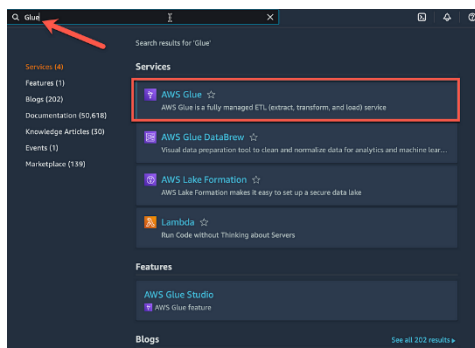 Glue
Search results for 'Glue'
Services (4)
Features (1)
Blogs (202)
Documentation (50,618)
Knowledge Articles (30)
Events (1)
Marketplace (139)
Services
AWS Glue
AWS Glue is a fully managed ETL (extract, transform, and load) service
AWS Glue DataBrew
Visual data preparation tool to clean and normalize data for analytics and machine lear...
AWS Lake Formation
AWS Lake Formation makes it easy to set up a secure data lake
Lambda
Run Code without Thinking about Servers
Features
AWS Glue Studio
AWS Glue feature
Blogs
See all 202 results